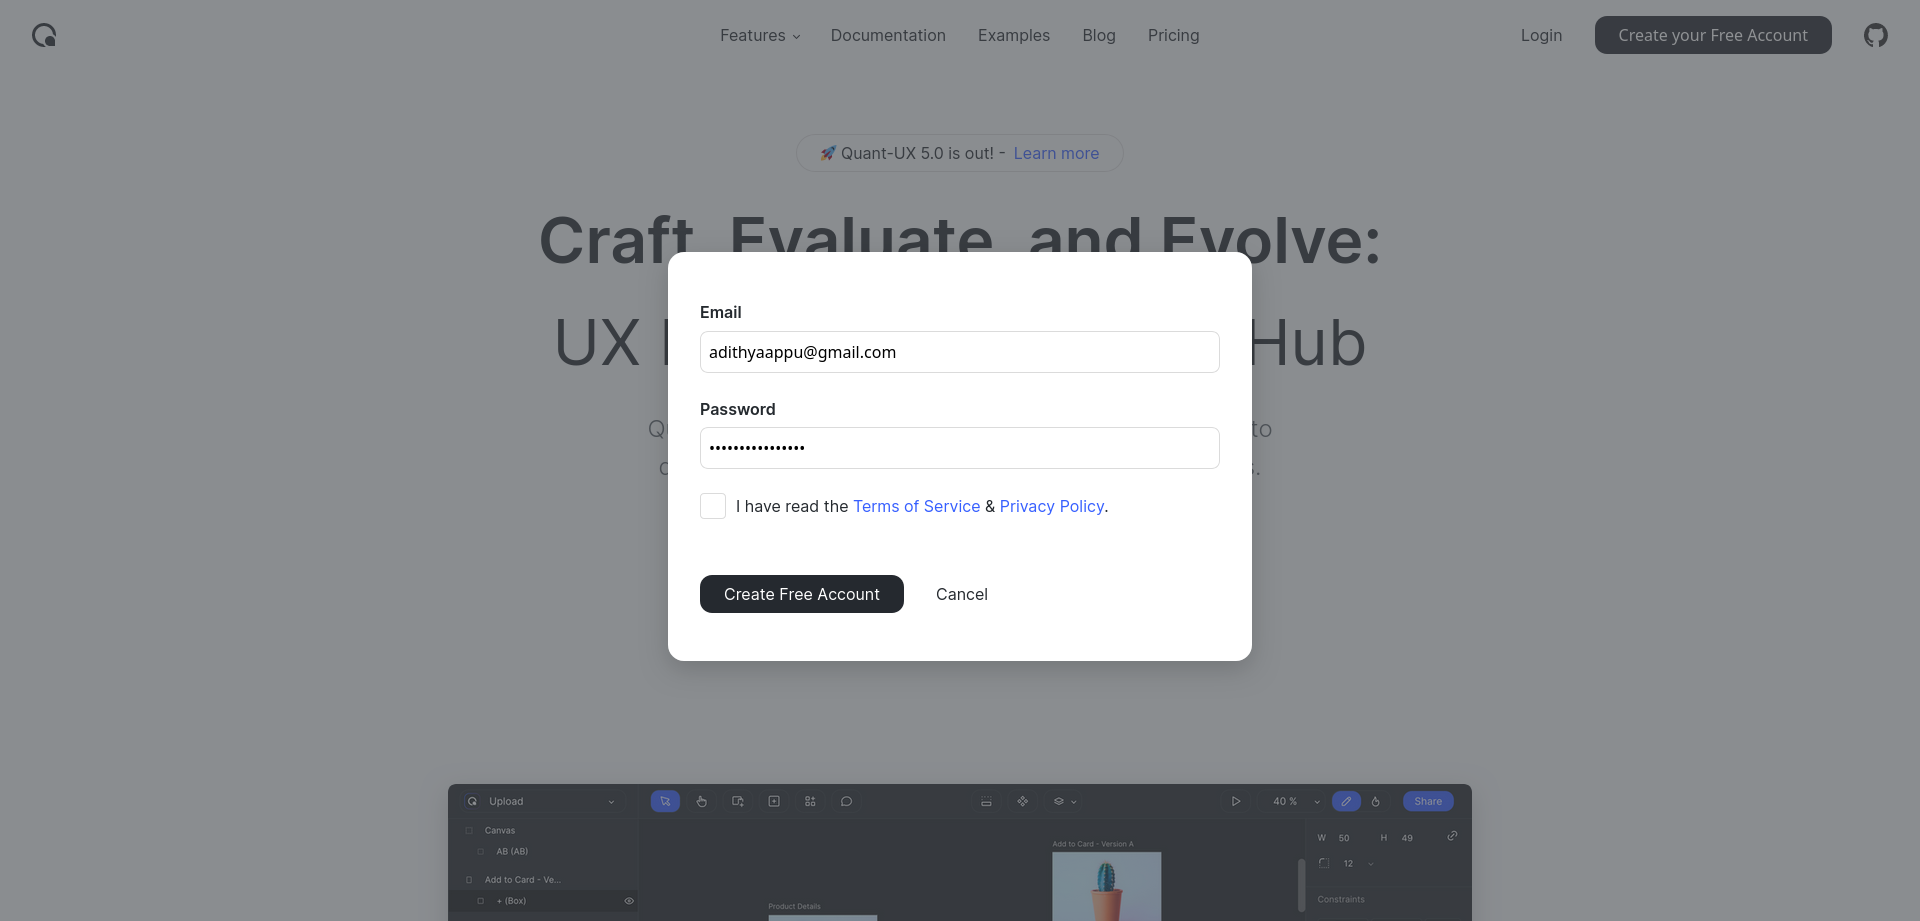 Features Documentation Examples Blog Pricing Login Create your Free Account
🚀 Quant-UX 5.0 is out! - Learn more
Craft, Evaluate, and Evolve:
UX Hub
Email
adithyaappu@gmail.com
to
Password
••••••••••••••••
I have read the Terms of Service & Privacy Policy.
Create Free Account Cancel
Upload 40 % Share
Canvas
W 50 H 49
Add to Card - Version A
AB (AB)
12
Add to Card - Ve...
+ (Box)
Constraints
Product Details